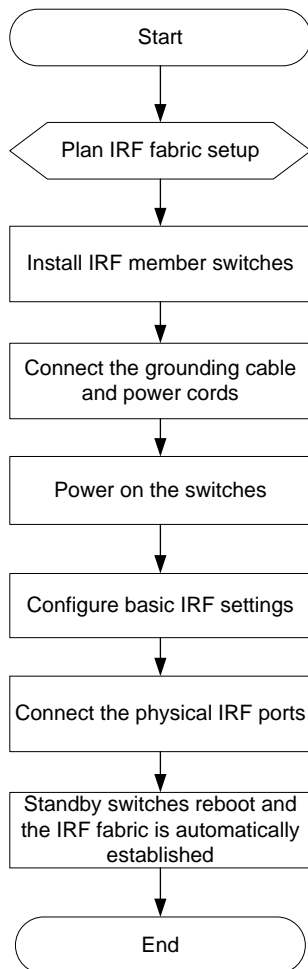 Start
Plan IRF fabric setup
Install IRF member switches
Connect the grounding cable
and power cords
Power on the switches
Configure basic IRF settings
Connect the physical IRF ports
Standby switches reboot and
the IRF fabric is automatically
established
End